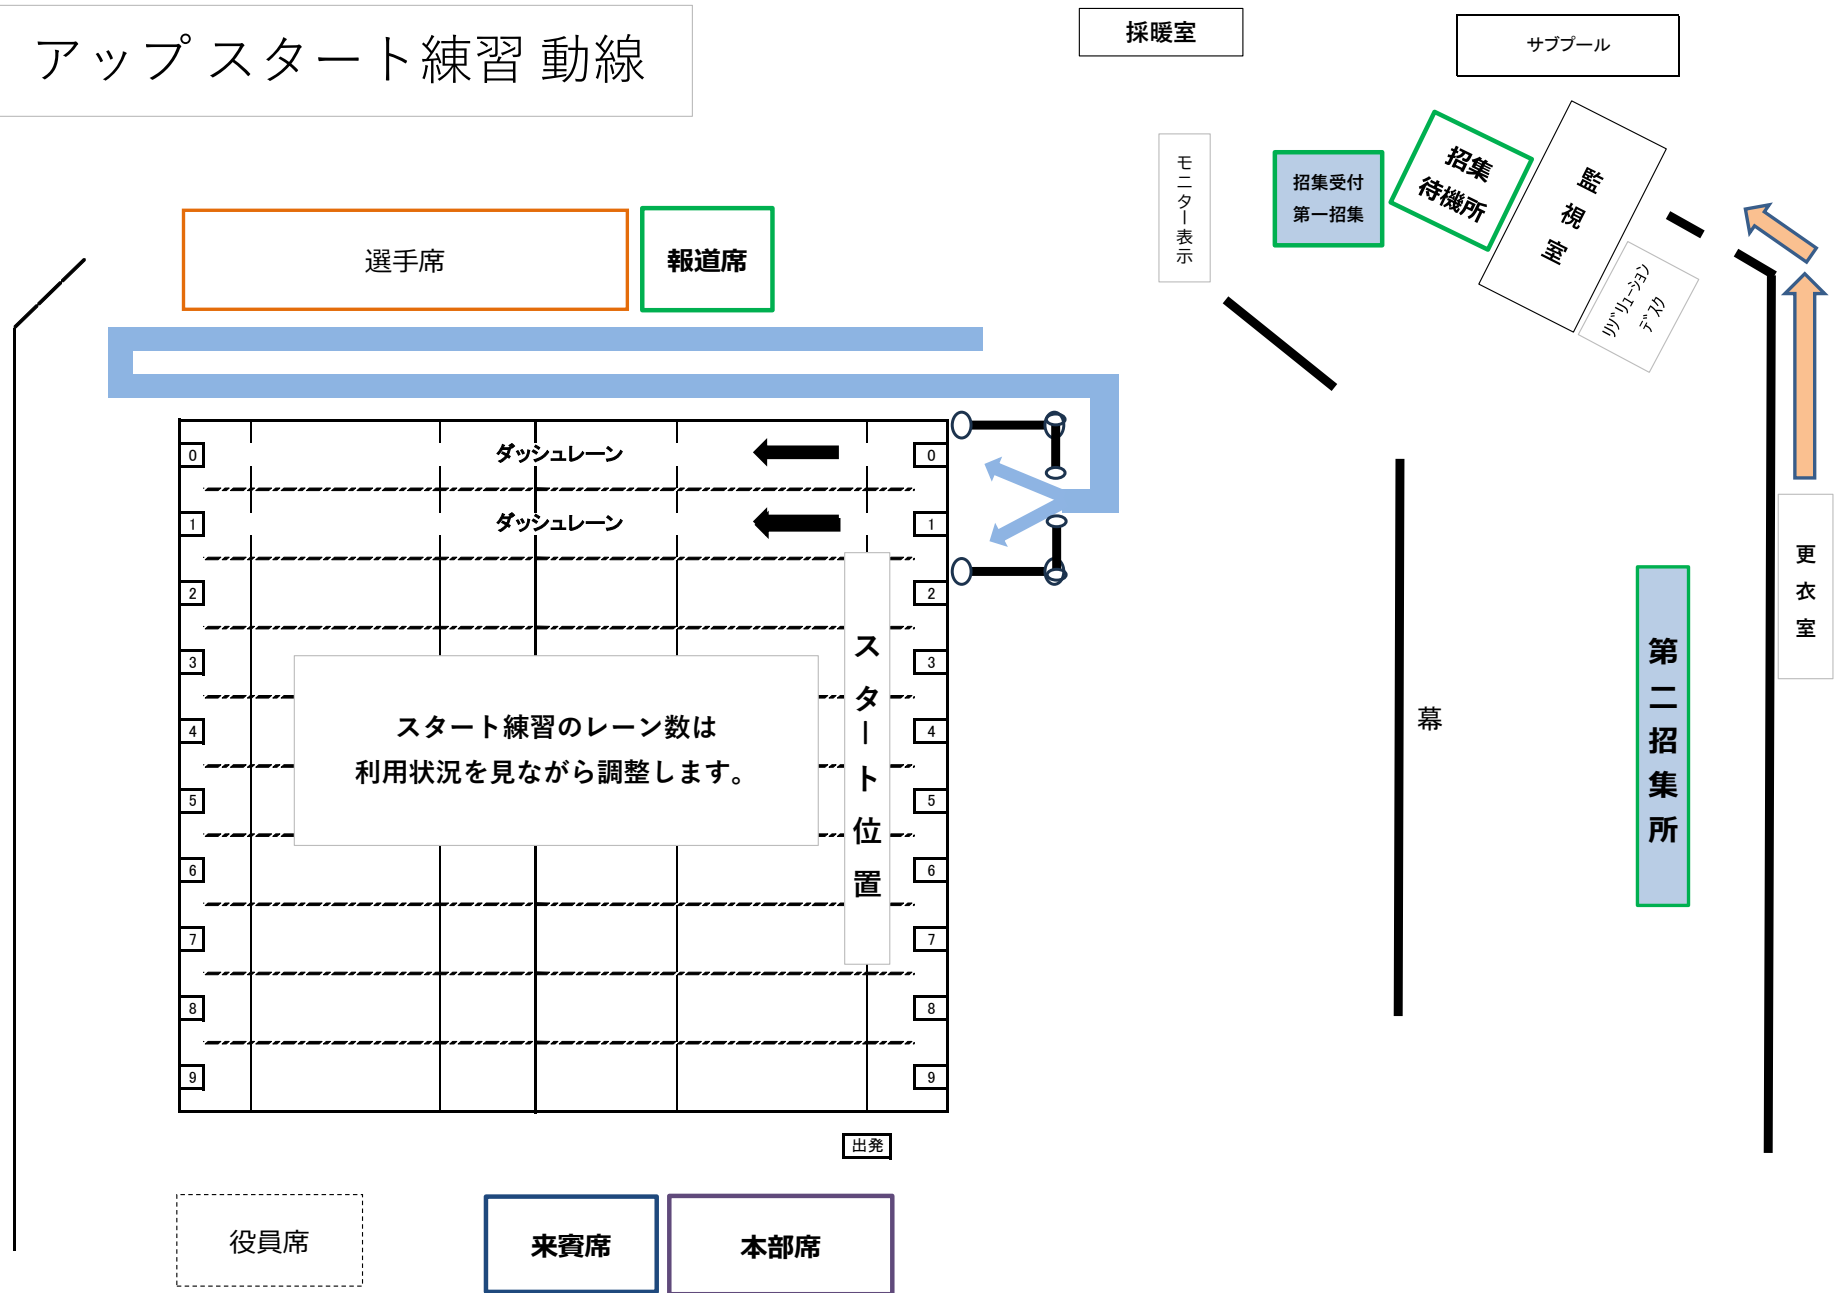 アップ スタート練習 動線
採暖室
サブプール
モニター表示
招集受付
第一招集
招集
待機所
監視室
リゾリューション
デスク
選手席
報道席
0
ダッシュレーン
0
1
ダッシュレーン
1
2
2
3
3
4
4
5
5
6
6
7
7
8
8
9
9
スタート練習のレーン数は
利用状況を見ながら調整します。
スタート位置
幕
第二招集所
更衣室
出発
役員席
来賓席
本部席